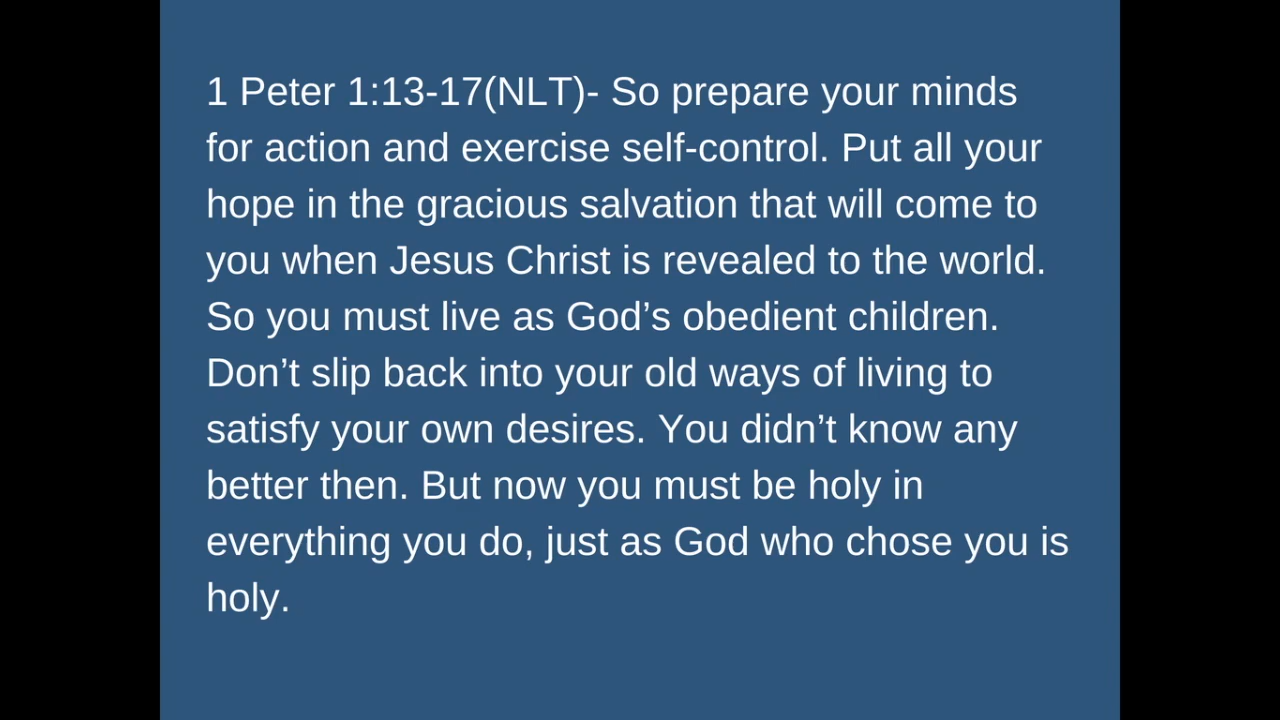 1 Peter 1:13-17(NLT)- So prepare your minds
for action and exercise self-control. Put all your
hope in the gracious salvation that will come to
you when Jesus Christ is revealed to the world.
So you must live as God’s obedient children.
Don’t slip back into your old ways of living to
satisfy your own desires. You didn’t know any
better then. But now you must be holy in
everything you do, just as God who chose you is
holy.